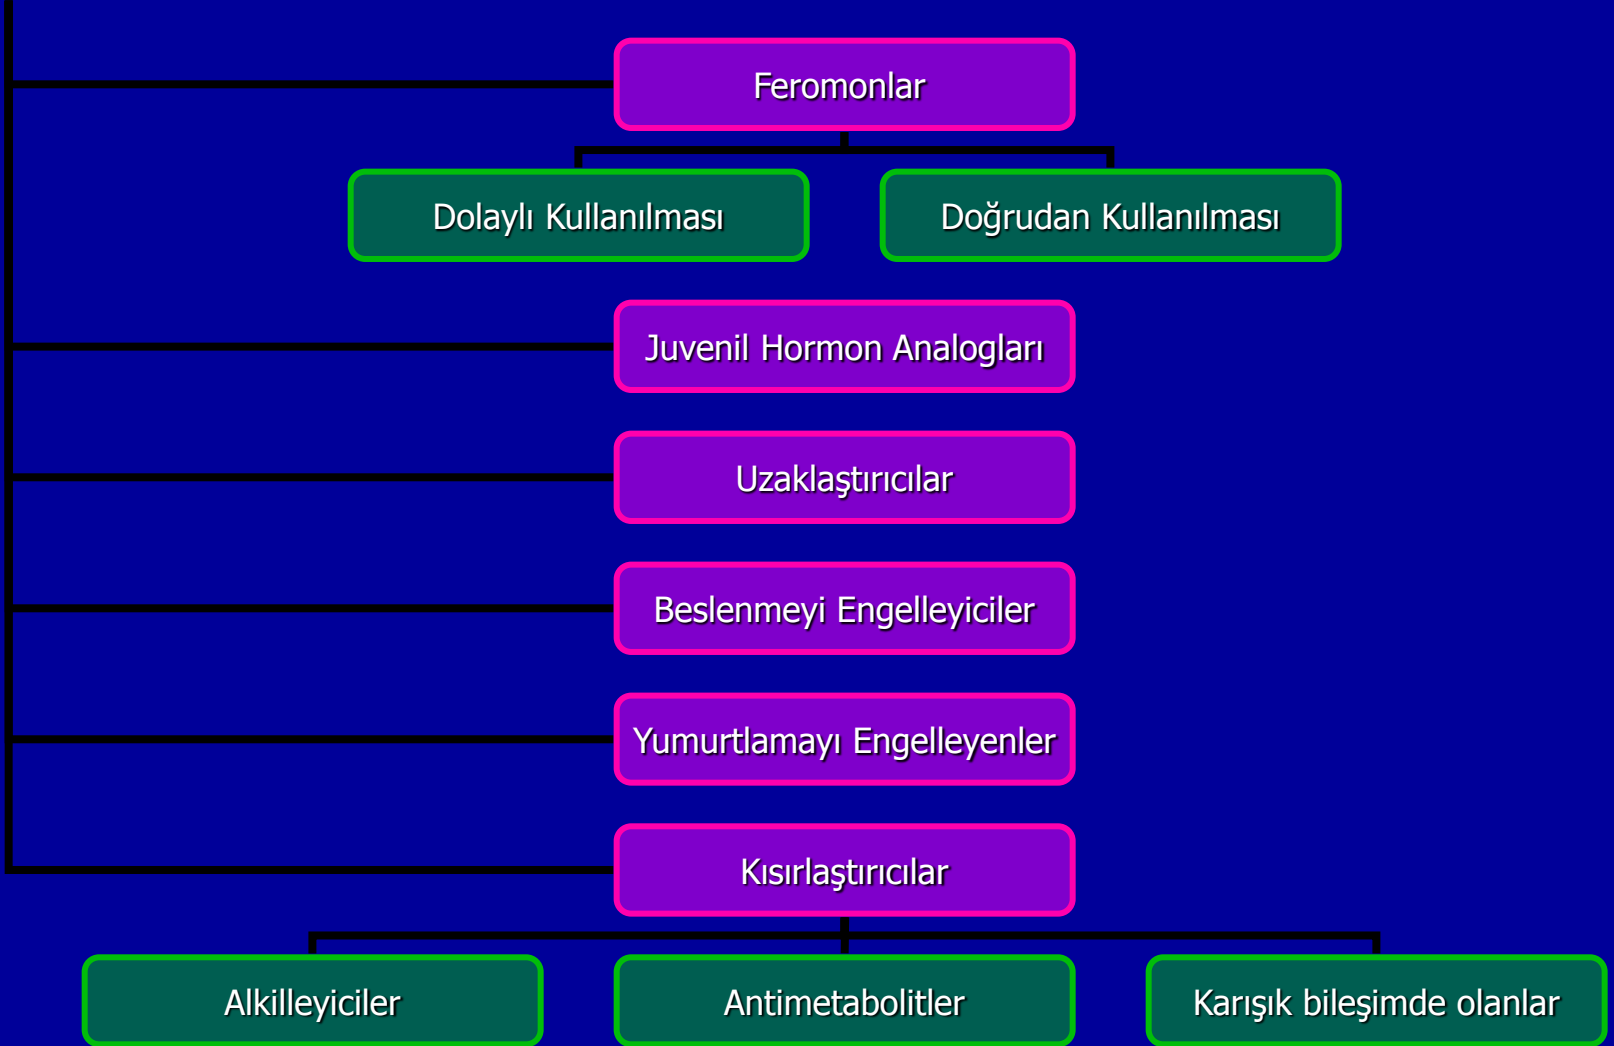 Feromonlar
Dolaylı Kullanılması
Doğrudan Kullanılması
Juvenil Hormon Analogları
Uzaklaştırıcılar
Beslenmeyi Engelleyiciler
Yumurtlamayı Engelleyenler
Kısırlaştırıcılar
Alkilleyiciler
Antimetabolitler
Karışık bileşimde olanlar